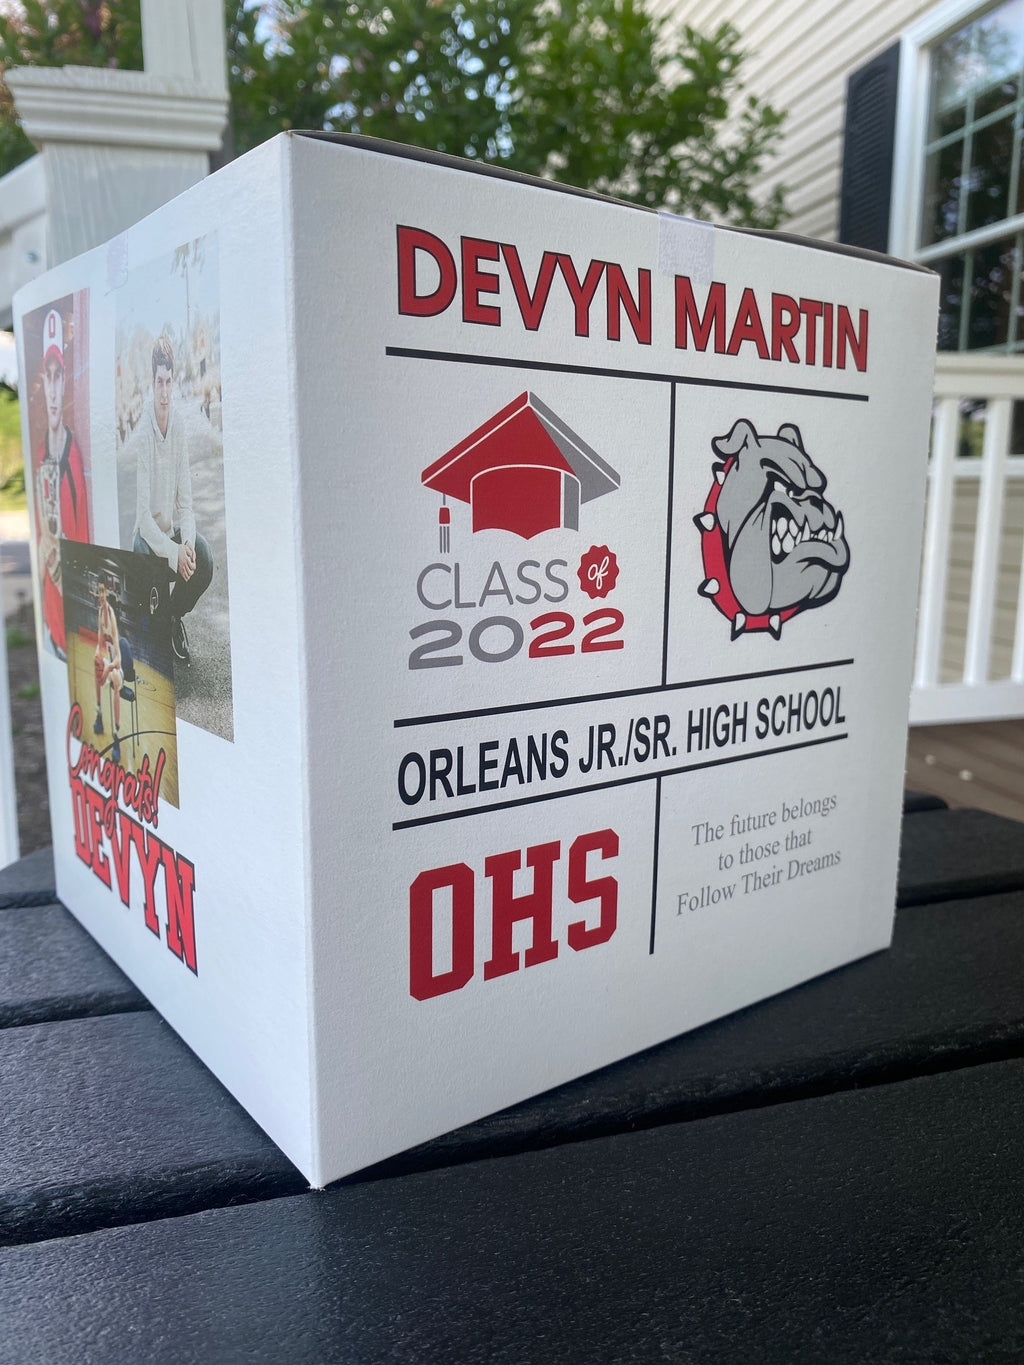 DEVYN MARTIN
CLASS of
2022
ORLEANS JR./SR. HIGH SCHOOL
OHS
The future belongs
to those that
Follow Their Dreams
Congrats!
DEVYN